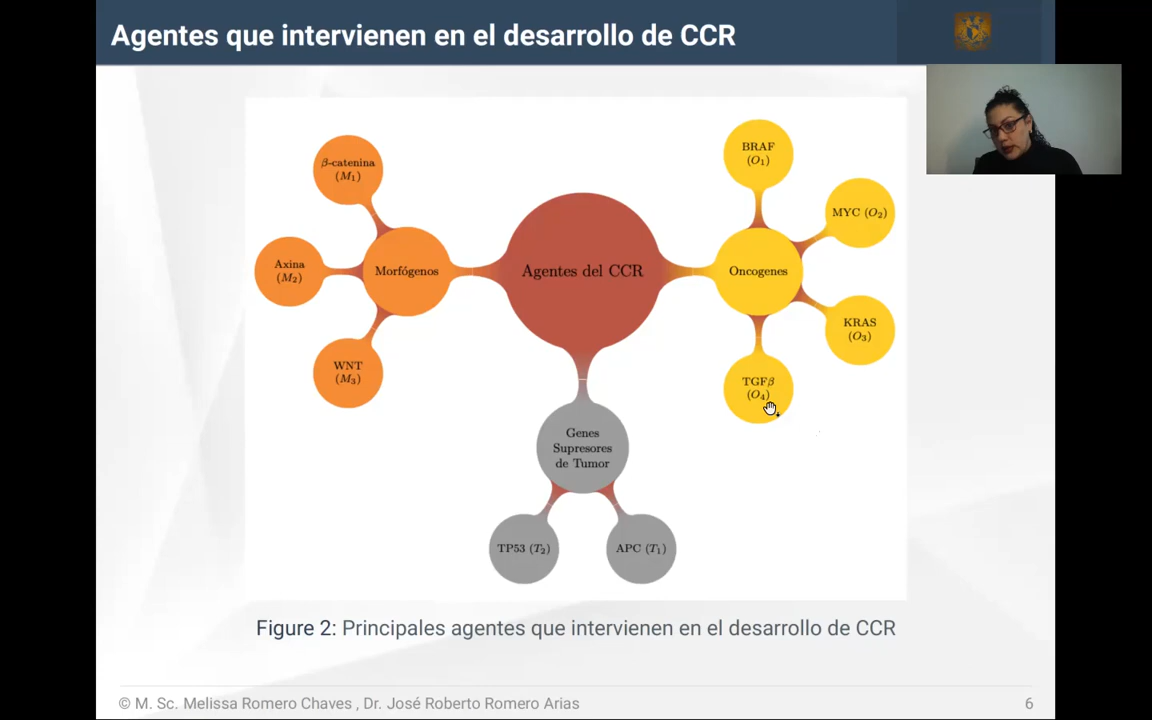 Agentes que intervienen en el desarrollo de CCR
β-catenina
(M₁)
Axina
(M₂)
Morfógenos
WNT
(M₃)
Agentes del CCR
BRAF
(O₁)
MYC (O₂)
Oncogenes
KRAS
(O₃)
TGFβ
(O₄)
Genes
Supresores
de Tumor
TP53 (T₂)
APC (T₁)
Figure 2: Principales agentes que intervienen en el desarrollo de CCR
© M. Sc. Melissa Romero Chaves , Dr. José Roberto Romero Arias
6